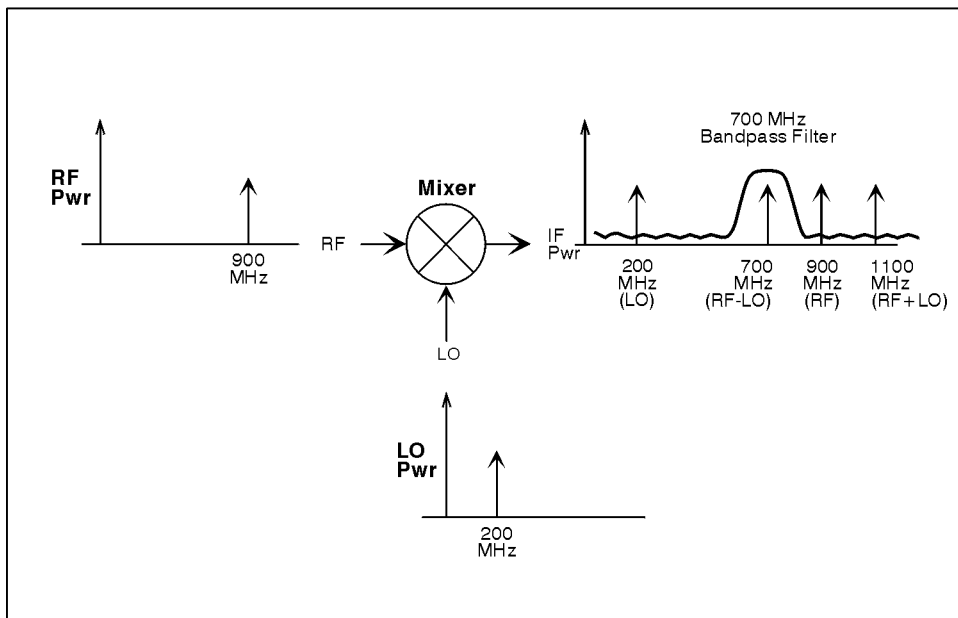 RF
Pwr
900
MHz
RF
Mixer
LO
LO
Pwr
200
MHz
700 MHz
Bandpass Filter
IF
Pwr
200
MHz
(LO)
700
MHz
(RF-LO)
900
MHz
(RF)
1100
MHz
(RF+LO)